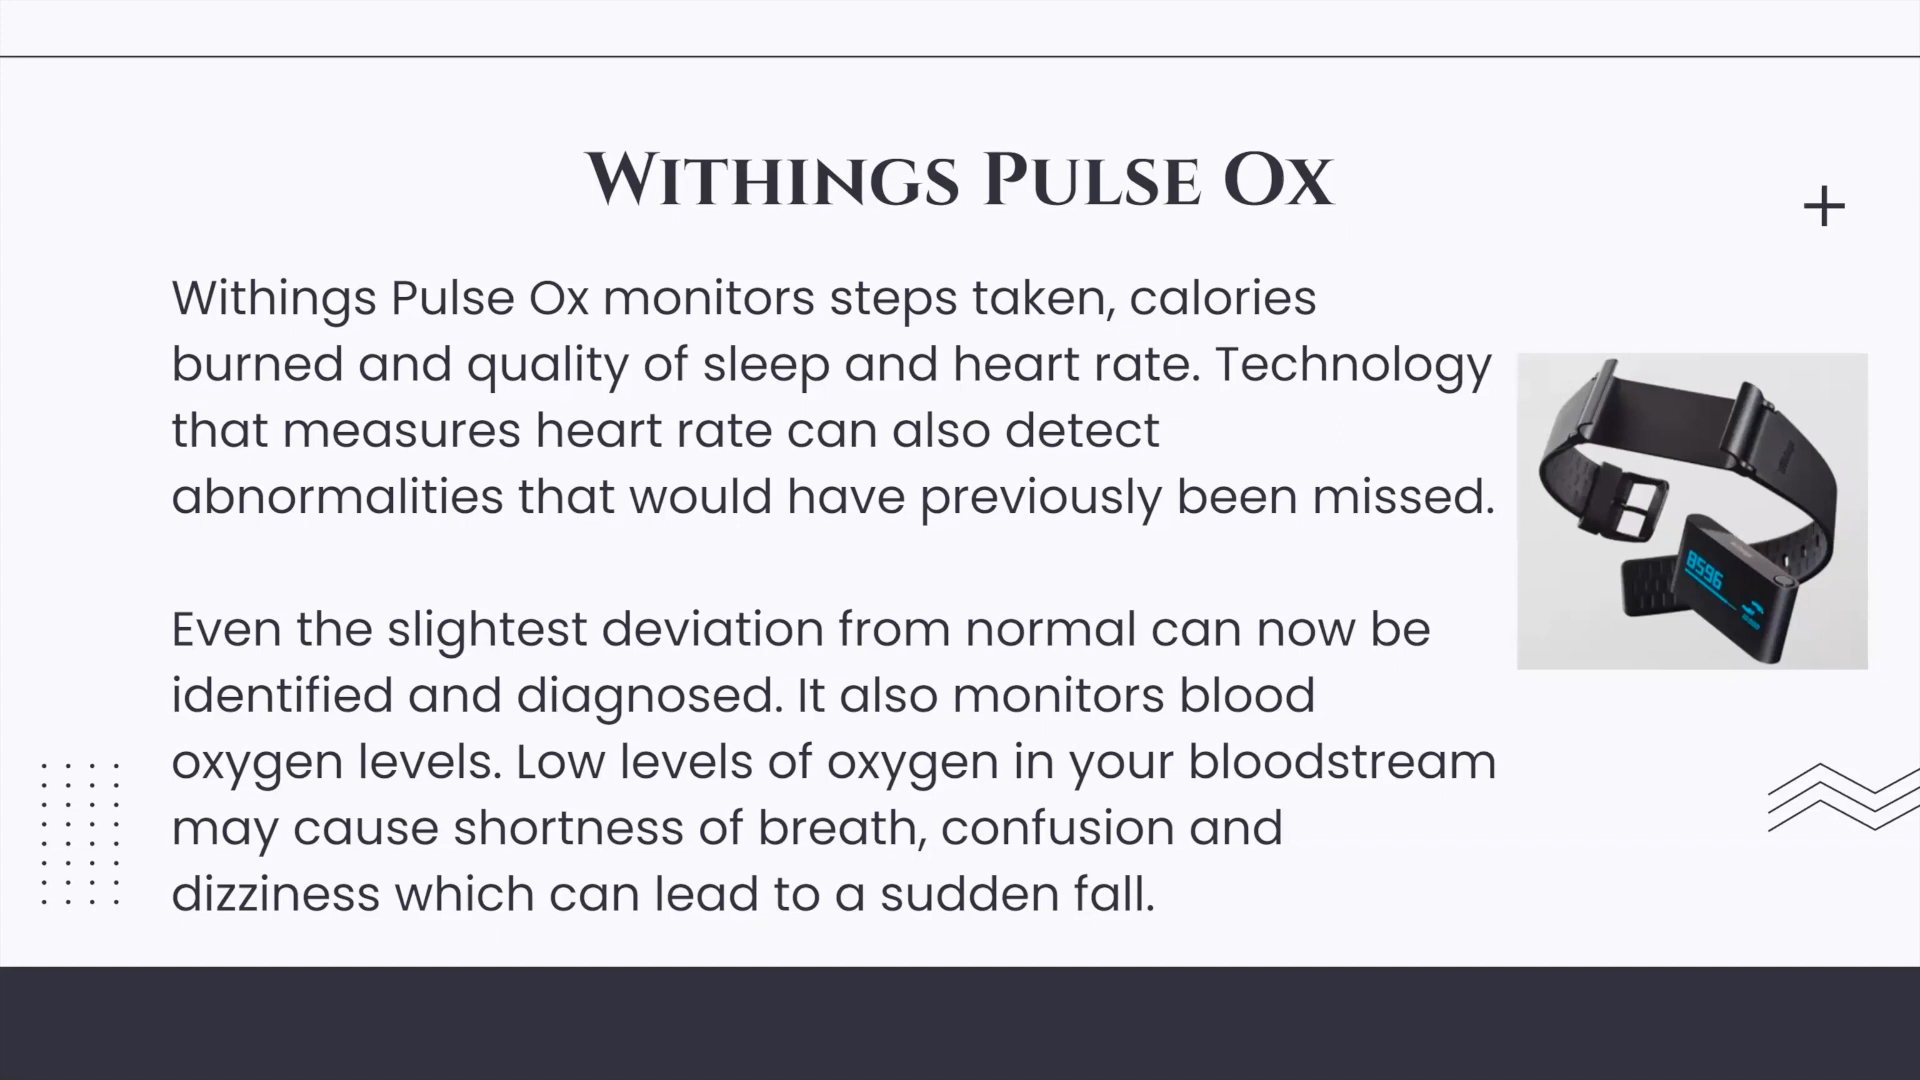 Withings Pulse Ox
Withings Pulse Ox monitors steps taken, calories
burned and quality of sleep and heart rate. Technology
that measures heart rate can also detect
abnormalities that would have previously been missed.
Even the slightest deviation from normal can now be
identified and diagnosed. It also monitors blood
oxygen levels. Low levels of oxygen in your bloodstream
may cause shortness of breath, confusion and
dizziness which can lead to a sudden fall.
8596